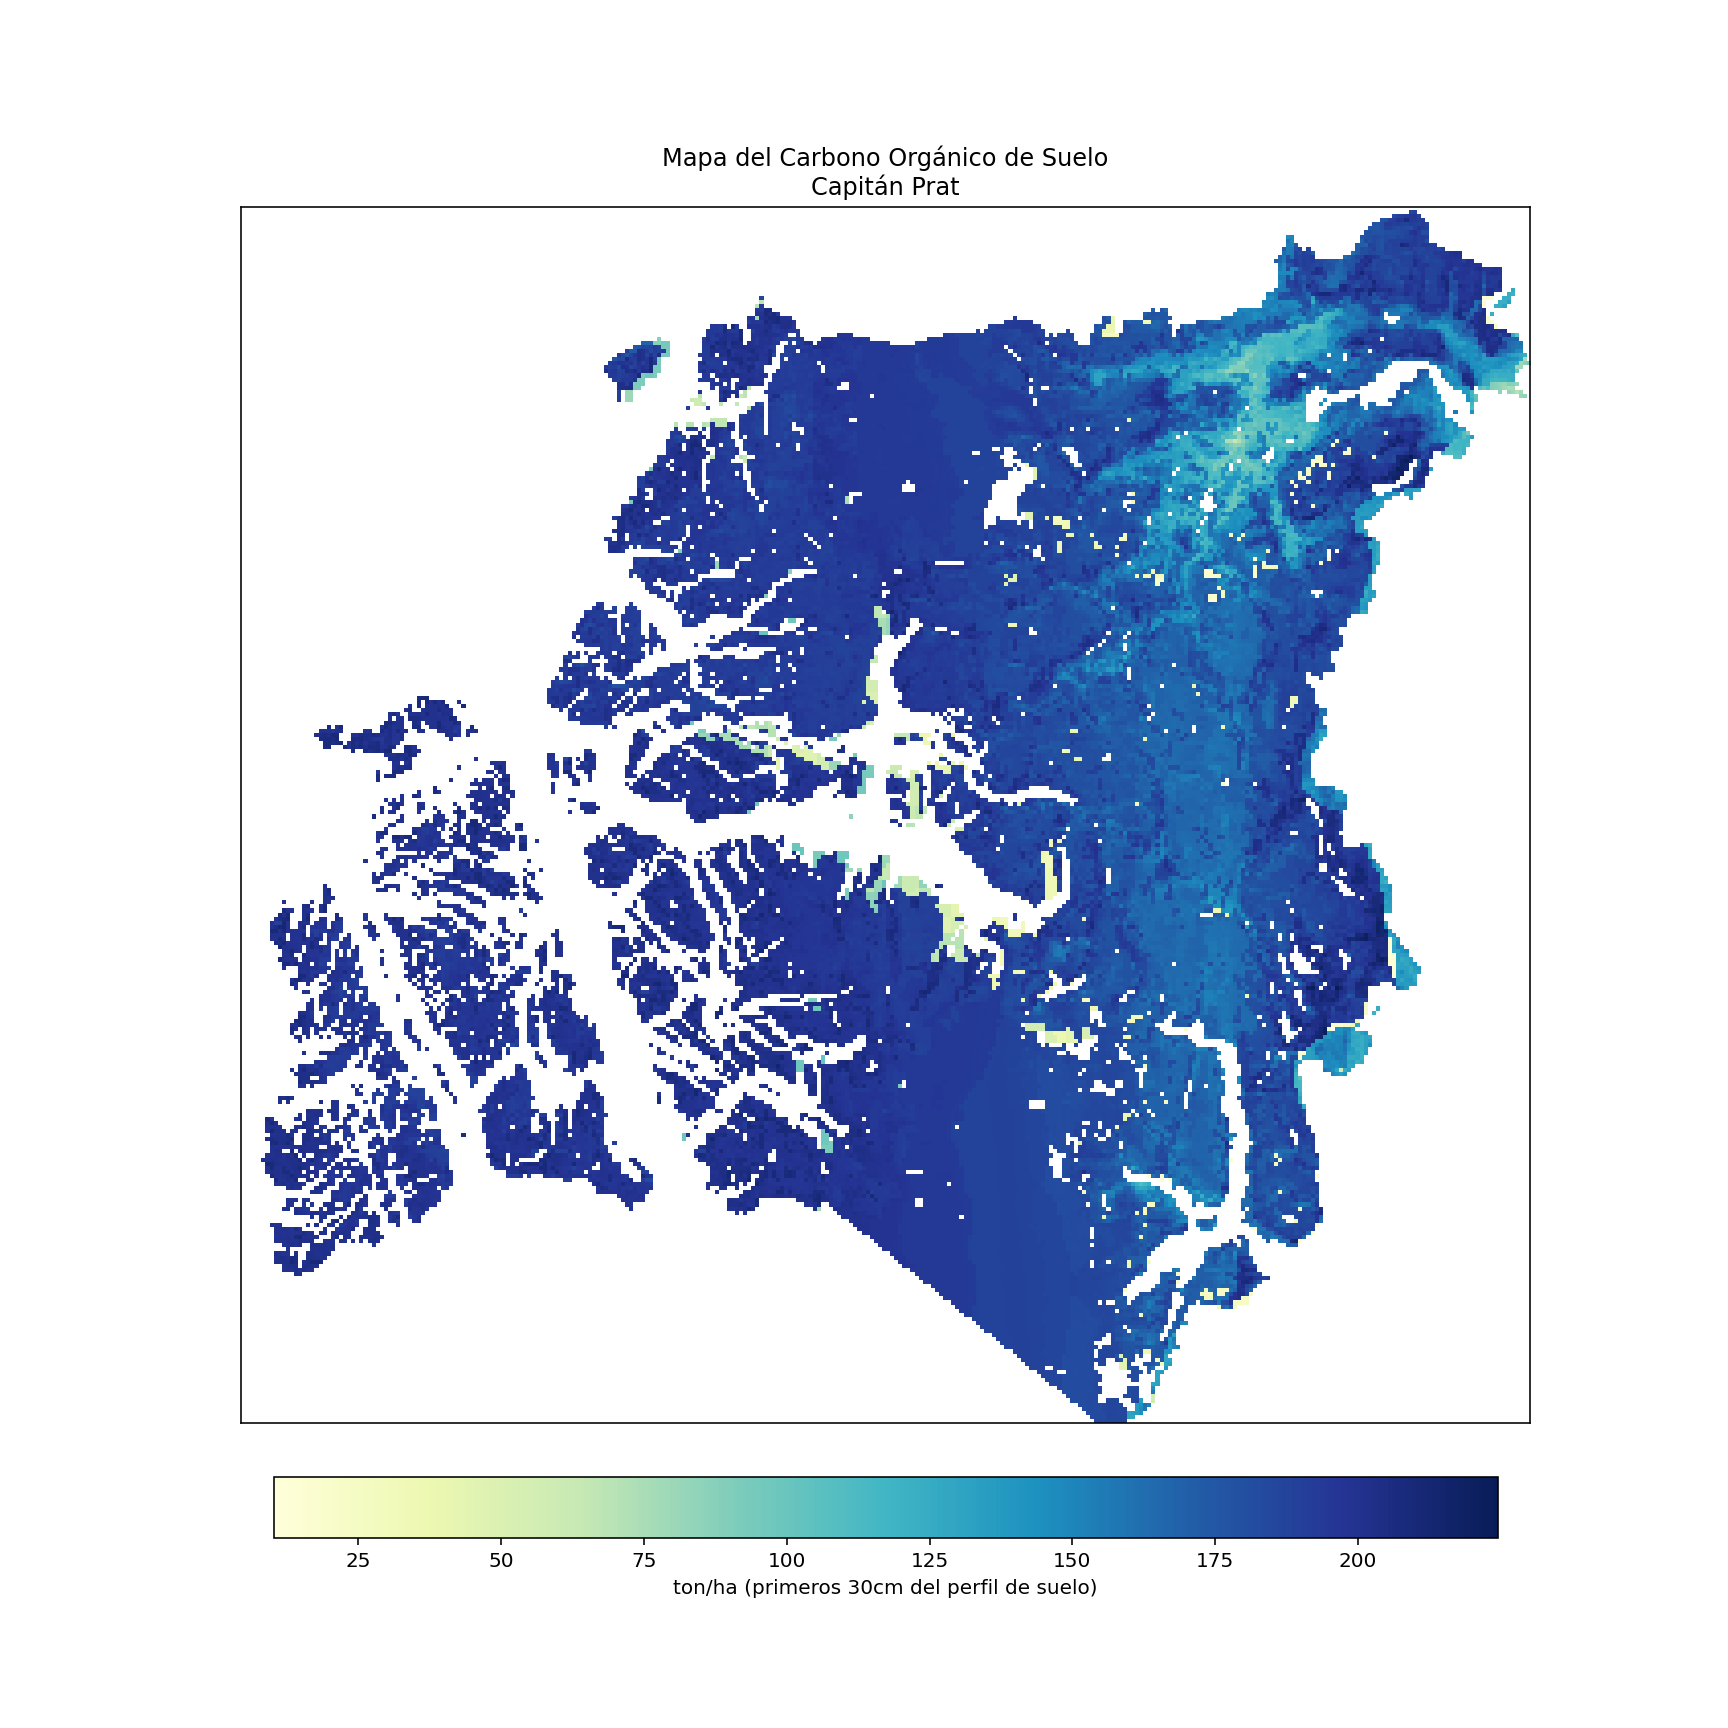 Mapa del Carbono Orgánico de Suelo
Capitán Prat
25 50 75 100 125 150 175 200
ton/ha (primeros 30cm del perfil de suelo)